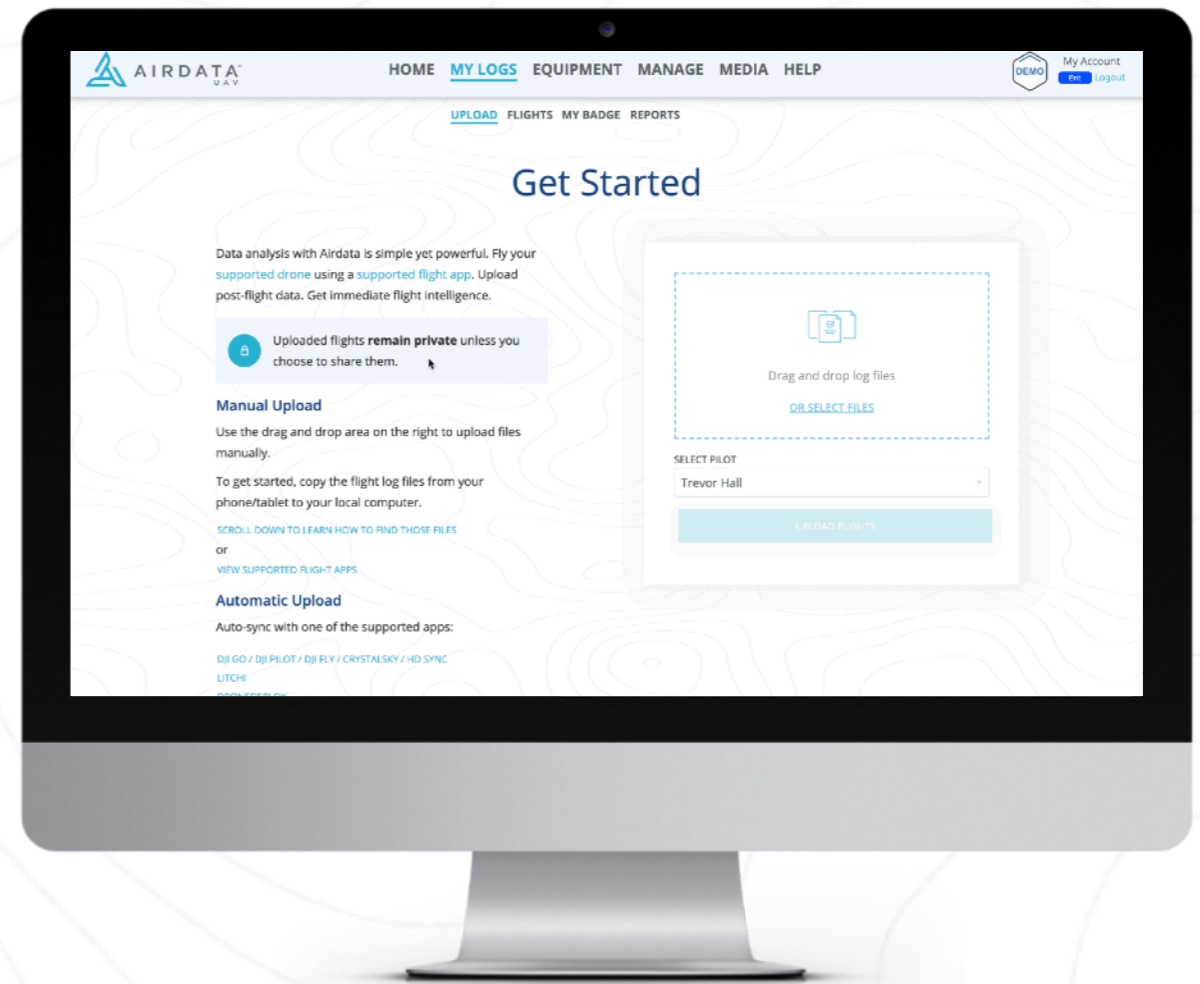 AIRDATA
UAV
HOME MY LOGS EQUIPMENT MANAGE MEDIA HELP
DEMO
My Account
Ent Logout
UPLOAD FLIGHTS MY BADGE REPORTS
Get Started
Data analysis with Airdata is simple yet powerful. Fly your
supported drone using a supported flight app. Upload
post-flight data. Get immediate flight intelligence.
Uploaded flights remain private unless you
choose to share them.
Manual Upload
Use the drag and drop area on the right to upload files
manually.
To get started, copy the flight log files from your
phone/tablet to your local computer.
SCROLL DOWN TO LEARN HOW TO FIND THOSE FILES
or
VIEW SUPPORTED FLIGHT APPS
Automatic Upload
Auto-sync with one of the supported apps:
DJI GO / DJI PILOT / DJI FLY / CRYSTALSKY / HD SYNC
LITCHI
Drag and drop log files
OR SELECT FILES
SELECT PILOT
Trevor Hall
UPLOAD FLIGHTS